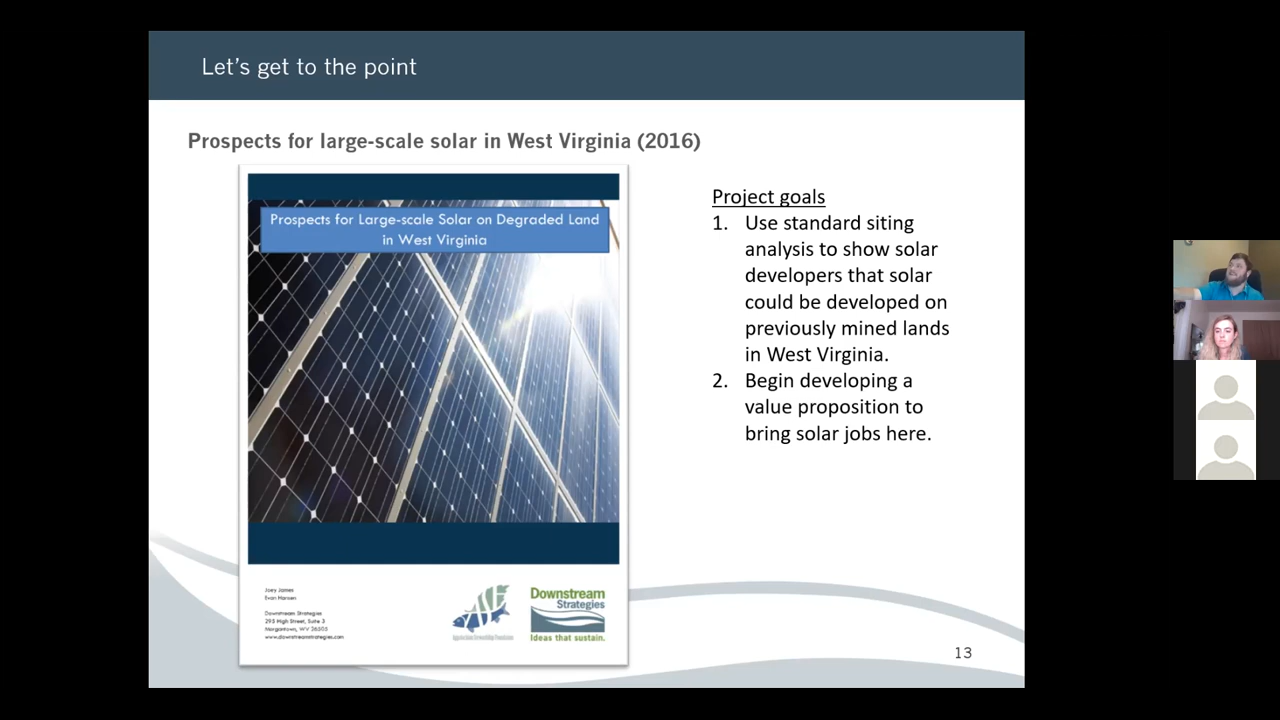 Let's get to the point
Prospects for large-scale solar in West Virginia (2016)
Prospects for Large-scale Solar on Degraded Land
in West Virginia
Joey James
Evan Hansen
Downstream Strategies
293 High Street, Suite 3
Morgantown, WV 26505
www.downstreamstrategies.com
Appalachian Stewardship Foundation
Downstream
Strategies
Ideas that sustain.
Project goals
1. Use standard siting
analysis to show solar
developers that solar
could be developed on
previously mined lands
in West Virginia.
2. Begin developing a
value proposition to
bring solar jobs here.
13